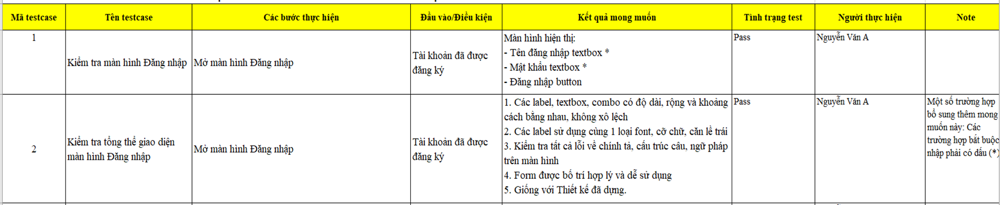 Mã testcase
Tên testcase
Các bước thực hiện
Đầu vào/Điều kiện
Kết quả mong muốn
Tình trạng test
Người thực hiện
Note
1
Kiểm tra màn hình Đăng nhập
Mở màn hình Đăng nhập
Tài khoản đã được
đăng ký
Màn hình hiện thị:
- Tên đăng nhập textbox *
- Mật khẩu textbox *
- Đăng nhập button
Pass
Nguyễn Văn A
2
Kiểm tra tổng thể giao diện
màn hình Đăng nhập
Mở màn hình Đăng nhập
Tài khoản đã được
đăng ký
1. Các label, textbox, combo có độ dài, rộng và khoảng
cách bằng nhau, không xô lệch
2. Các label sử dụng cùng 1 loại font, cỡ chữ, căn lề trái
3. Kiểm tra tất cả lỗi về chính tả, cấu trúc câu, ngữ pháp
trên màn hình
4. Form được bố trí hợp lý và dễ sử dụng
5. Giống với Thiết kế đã dựng.
Pass
Nguyễn Văn A
Một số trường hợp
bổ sung thêm mong
muốn này: Các
trường hợp bắt buộc
nhập phải có dấu (*)